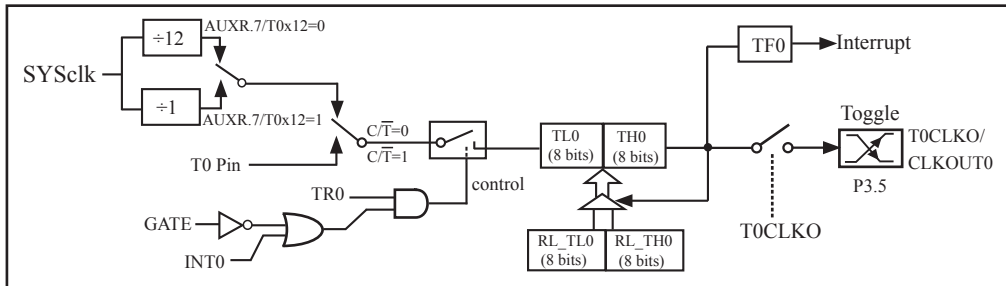 AUXR.7/T0x12=0
÷12
SYSclk
÷1
AUXR.7/T0x12=1
T0 Pin
C/T̅=0
C/T̅=1
TR0
GATE
INT0
control
TL0
(8 bits)
TH0
(8 bits)
RL_TL0
(8 bits)
RL_TH0
(8 bits)
TF0
Interrupt
Toggle
T0CLKO/
CLKOUT0
P3.5
T0CLKO